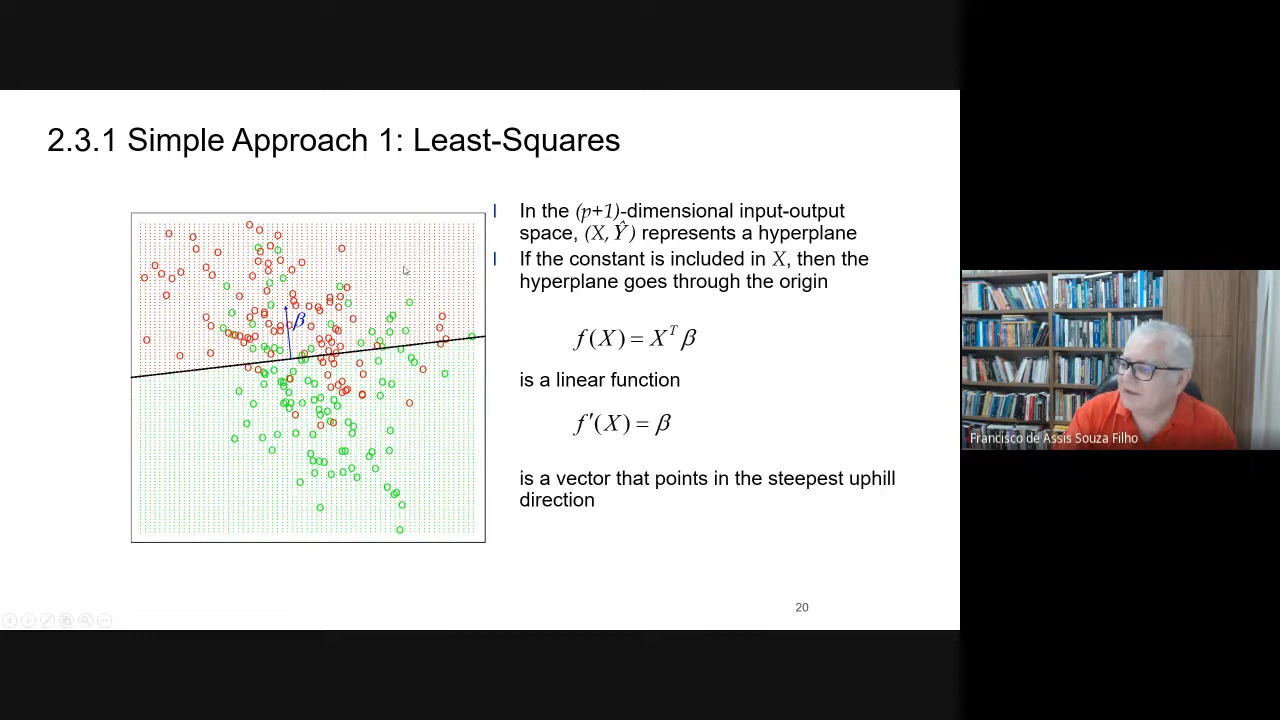 2.3.1 Simple Approach 1: Least-Squares
In the (p+1)-dimensional input-output
space, (X, Ŷ ) represents a hyperplane
If the constant is included in X, then the
hyperplane goes through the origin
f (X) = X^T β
is a linear function
f′(X) = β
is a vector that points in the steepest uphill
direction
β
20
Francisco de Assis Souza Filho